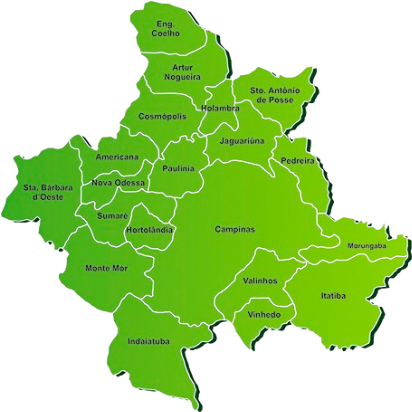 Eng.
Coelho
Artur
Nogueira
Sto. Antônio
de Posse
Holambra
Cosmópolis
Jaguariúna
Pedreira
Americana
Paulínia
Nova Odessa
Sta. Bárbara
d'Oeste
Sumaré
Hortolândia
Campinas
Morungaba
Monte Mor
Valinhos
Itatiba
Vinhedo
Indaiatuba